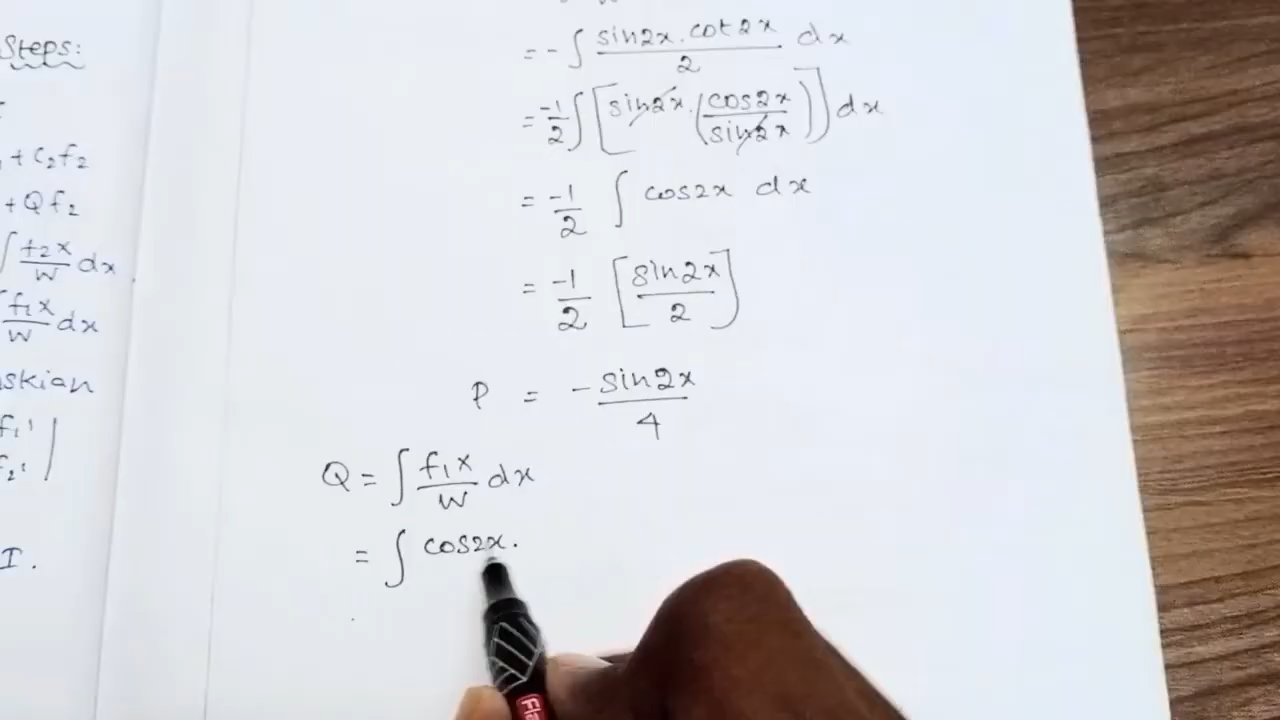 Steps:
+ C₂f₂
+ Qf₂
∫ f₂x/W dx
f₁x/W dx
skian
f₁' |
f₂' |
I.
= - ∫ sin2x.cot2x/2 dx
= -1/2 ∫ [sin2x.(cos2x/sin2x)] dx
= -1/2 ∫ cos2x dx
= -1/2 [sin2x/2]
P = -sin2x/4
Q = ∫ f₁x/W dx
= ∫ cos2x.
Fl